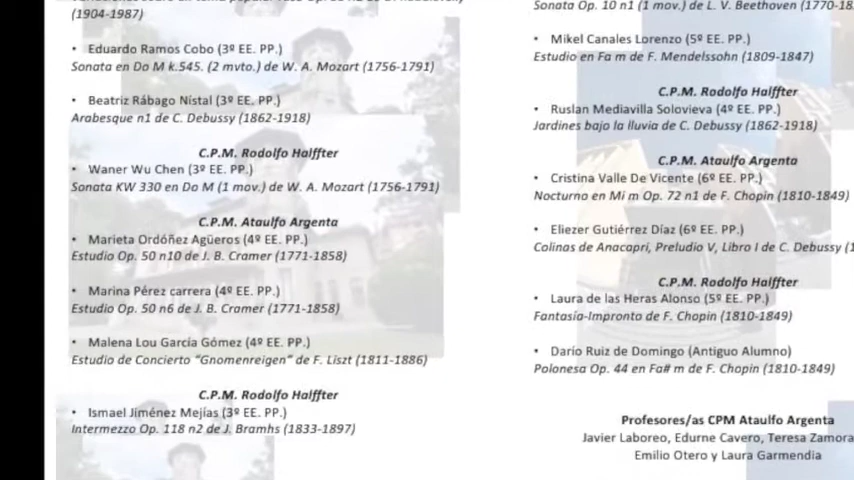 (1904-1987)
• Eduardo Ramos Cobo (3º EE. PP.)
Sonata en Do M k.545. (2 mvto.) de W. A. Mozart (1756-1791)
• Beatriz Rábago Nistal (3º EE. PP.)
Arabesque n1 de C. Debussy (1862-1918)
C.P.M. Rodolfo Halffter
• Waner Wu Chen (3º EE. PP.)
Sonata KW 330 en Do M (1 mov.) de W. A. Mozart (1756-1791)
C.P.M. Ataulfo Argenta
• Marieta Ordóñez Agüeros (4º EE. PP.)
Estudio Op. 50 n10 de J. B. Cramer (1771-1858)
• Marina Pérez carrera (4º EE. PP.)
Estudio Op. 50 n6 de J. B. Cramer (1771-1858)
• Malena Lou García Gómez (4º EE. PP.)
Estudio de Concierto "Gnomenreigen" de F. Liszt (1811-1886)
C.P.M. Rodolfo Halffter
• Ismael Jiménez Mejías (3º EE. PP.)
Intermezzo Op. 118 n2 de J. Bramhs (1833-1897)
Sonata Op. 10 n1 (1 mov.) de L. V. Beethoven (1770-18
• Mikel Canales Lorenzo (5º EE. PP.)
Estudio en Fa m de F. Mendelssohn (1809-1847)
C.P.M. Rodolfo Halffter
• Ruslan Mediavilla Solovieva (4º EE. PP.)
Jardines bajo la lluvia de C. Debussy (1862-1918)
C.P.M. Ataulfo Argenta
• Cristina Valle De Vicente (6º EE. PP.)
Nocturno en Mi m Op. 72 n1 de F. Chopin (1810-1849)
• Eliezer Gutiérrez Díaz (6º EE. PP.)
Colinas de Anacapri, Preludio V, Libro I de C. Debussy (1
C.P.M. Rodolfo Halffter
• Laura de las Heras Alonso (5º EE. PP.)
Fantasía-Impronto de F. Chopin (1810-1849)
• Darío Ruiz de Domingo (Antiguo Alumno)
Polonesa Op. 44 en Fa# m de F. Chopin (1810-1849)
Profesores/as CPM Ataulfo Argenta
Javier Laboreo, Edurne Cavero, Teresa Zamora
Emilio Otero y Laura Garmendia